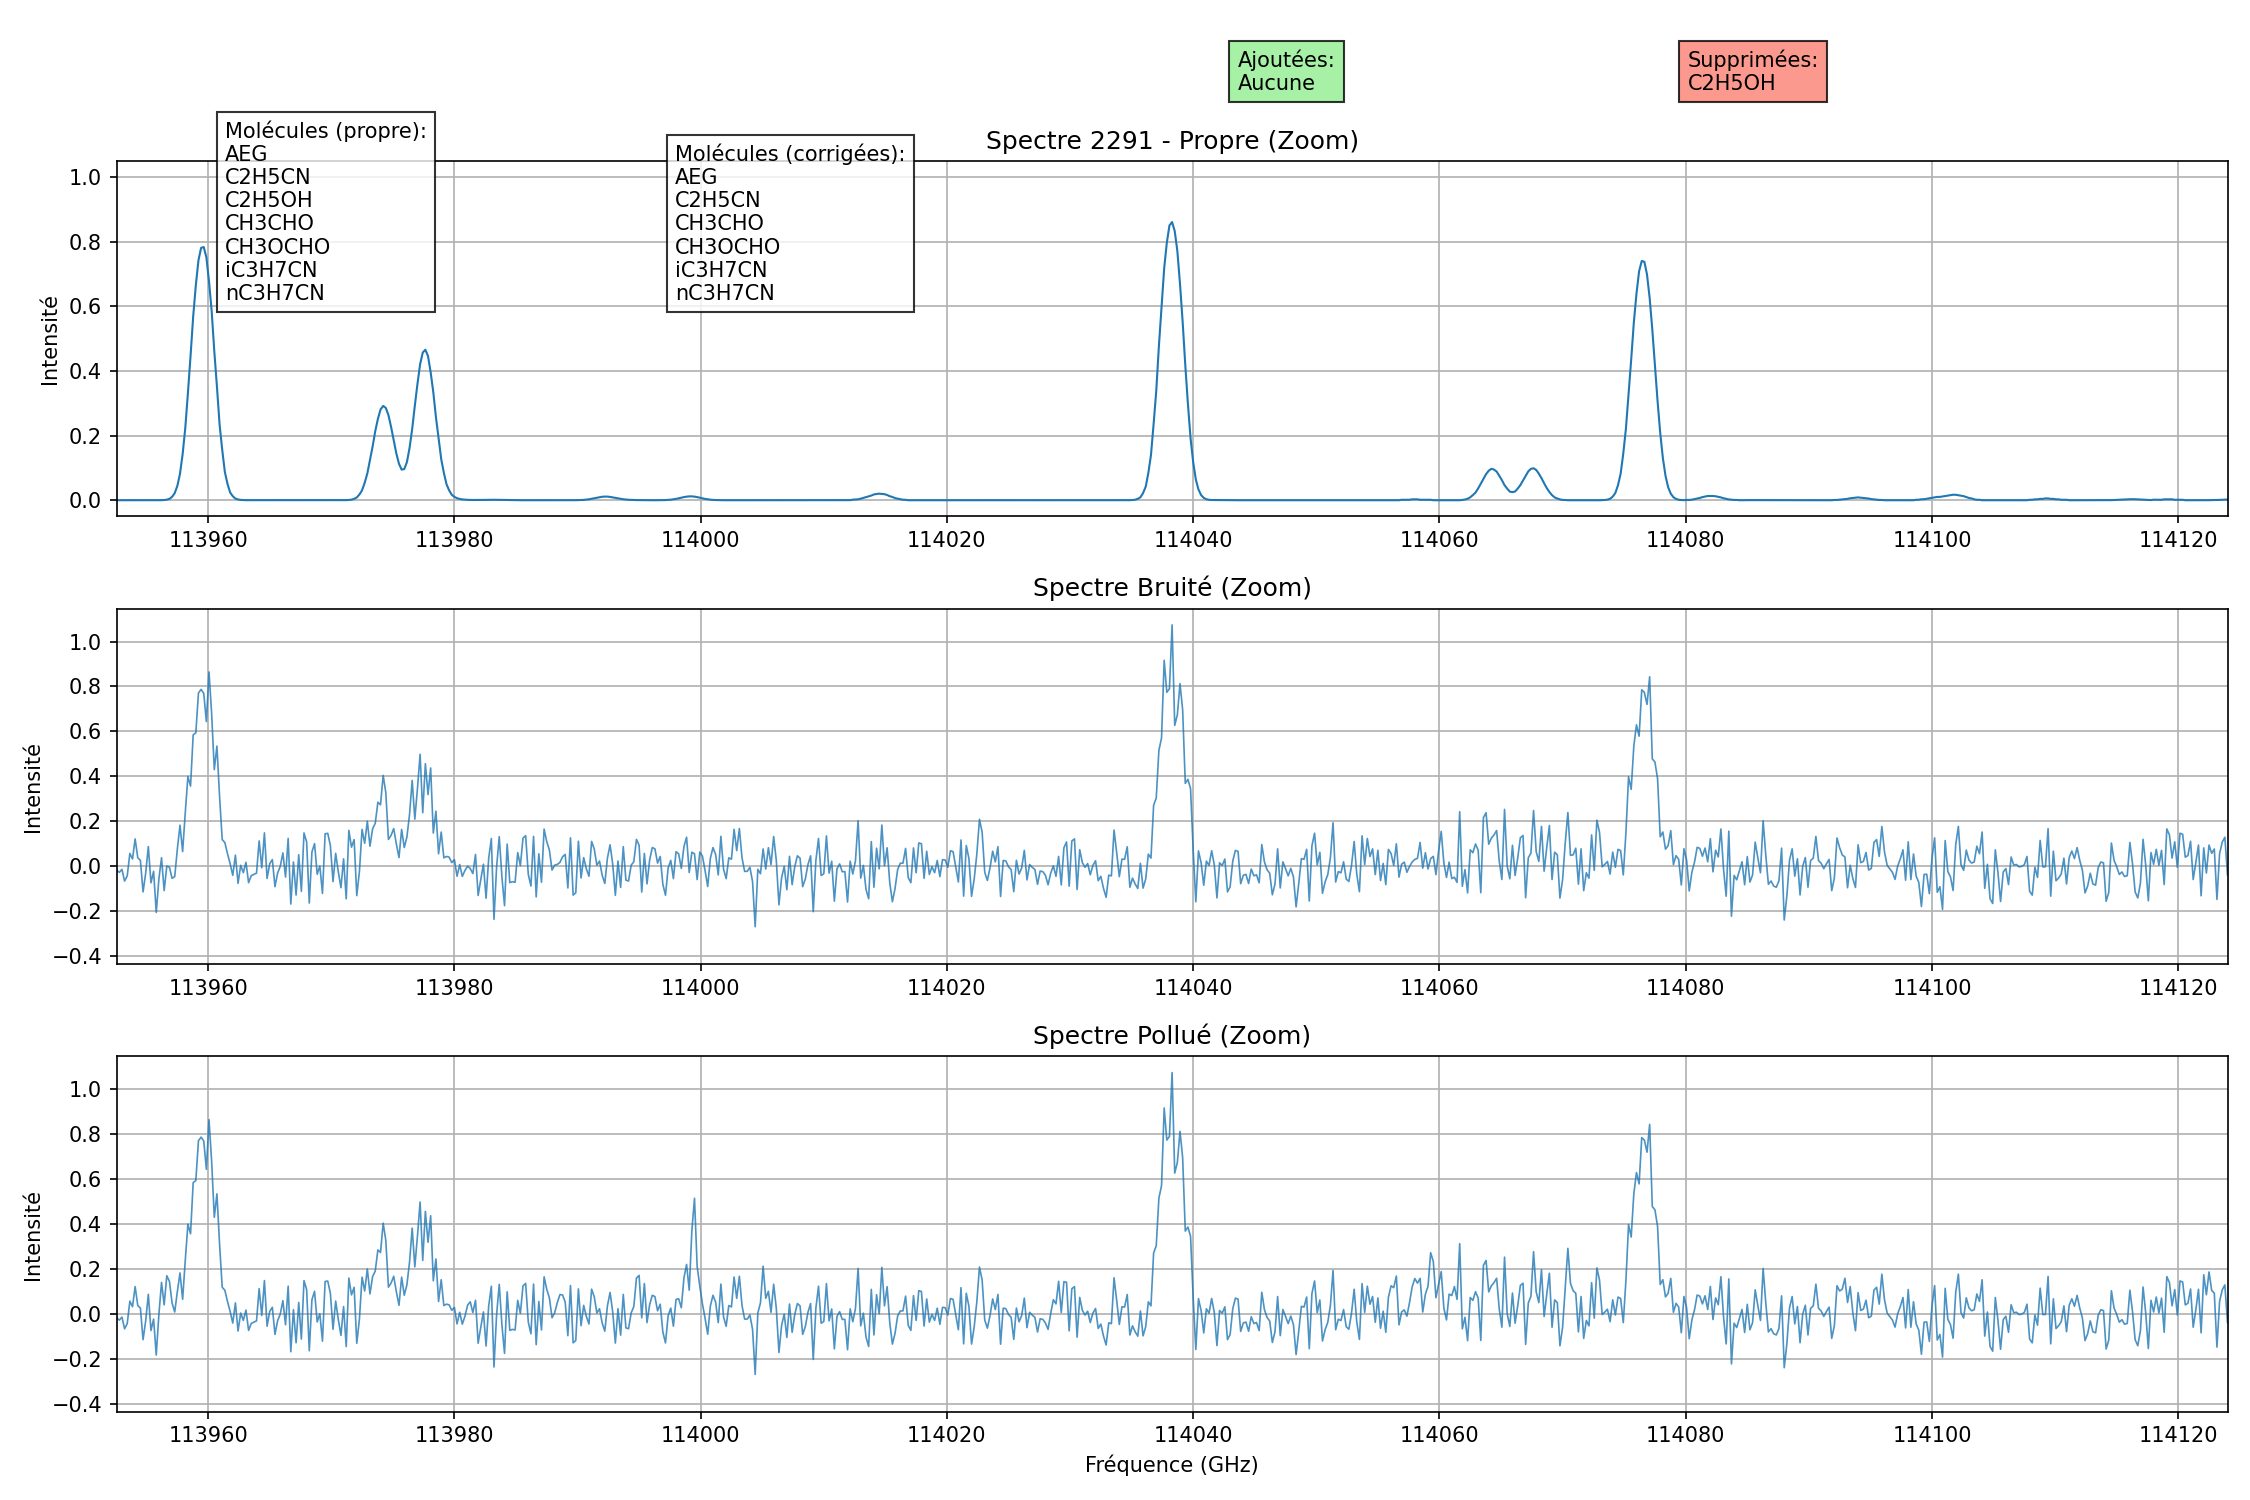 Ajoutées:
Aucune
Supprimées:
C2H5OH
Molécules (propre):
AEG
C2H5CN
C2H5OH
CH3CHO
CH3OCHO
iC3H7CN
nC3H7CN
Molécules (corrigées):
AEG
C2H5CN
CH3CHO
CH3OCHO
iC3H7CN
nC3H7CN
Spectre 2291 - Propre (Zoom)
Intensité
1.0
0.8
0.6
0.4
0.2
0.0
113960 113980 114000 114020 114040 114060 114080 114100 114120
Spectre Bruité (Zoom)
Intensité
1.0
0.8
0.6
0.4
0.2
0.0
−0.2
−0.4
113960 113980 114000 114020 114040 114060 114080 114100 114120
Spectre Pollué (Zoom)
Intensité
1.0
0.8
0.6
0.4
0.2
0.0
−0.2
−0.4
113960 113980 114000 114020 114040 114060 114080 114100 114120
Fréquence (GHz)